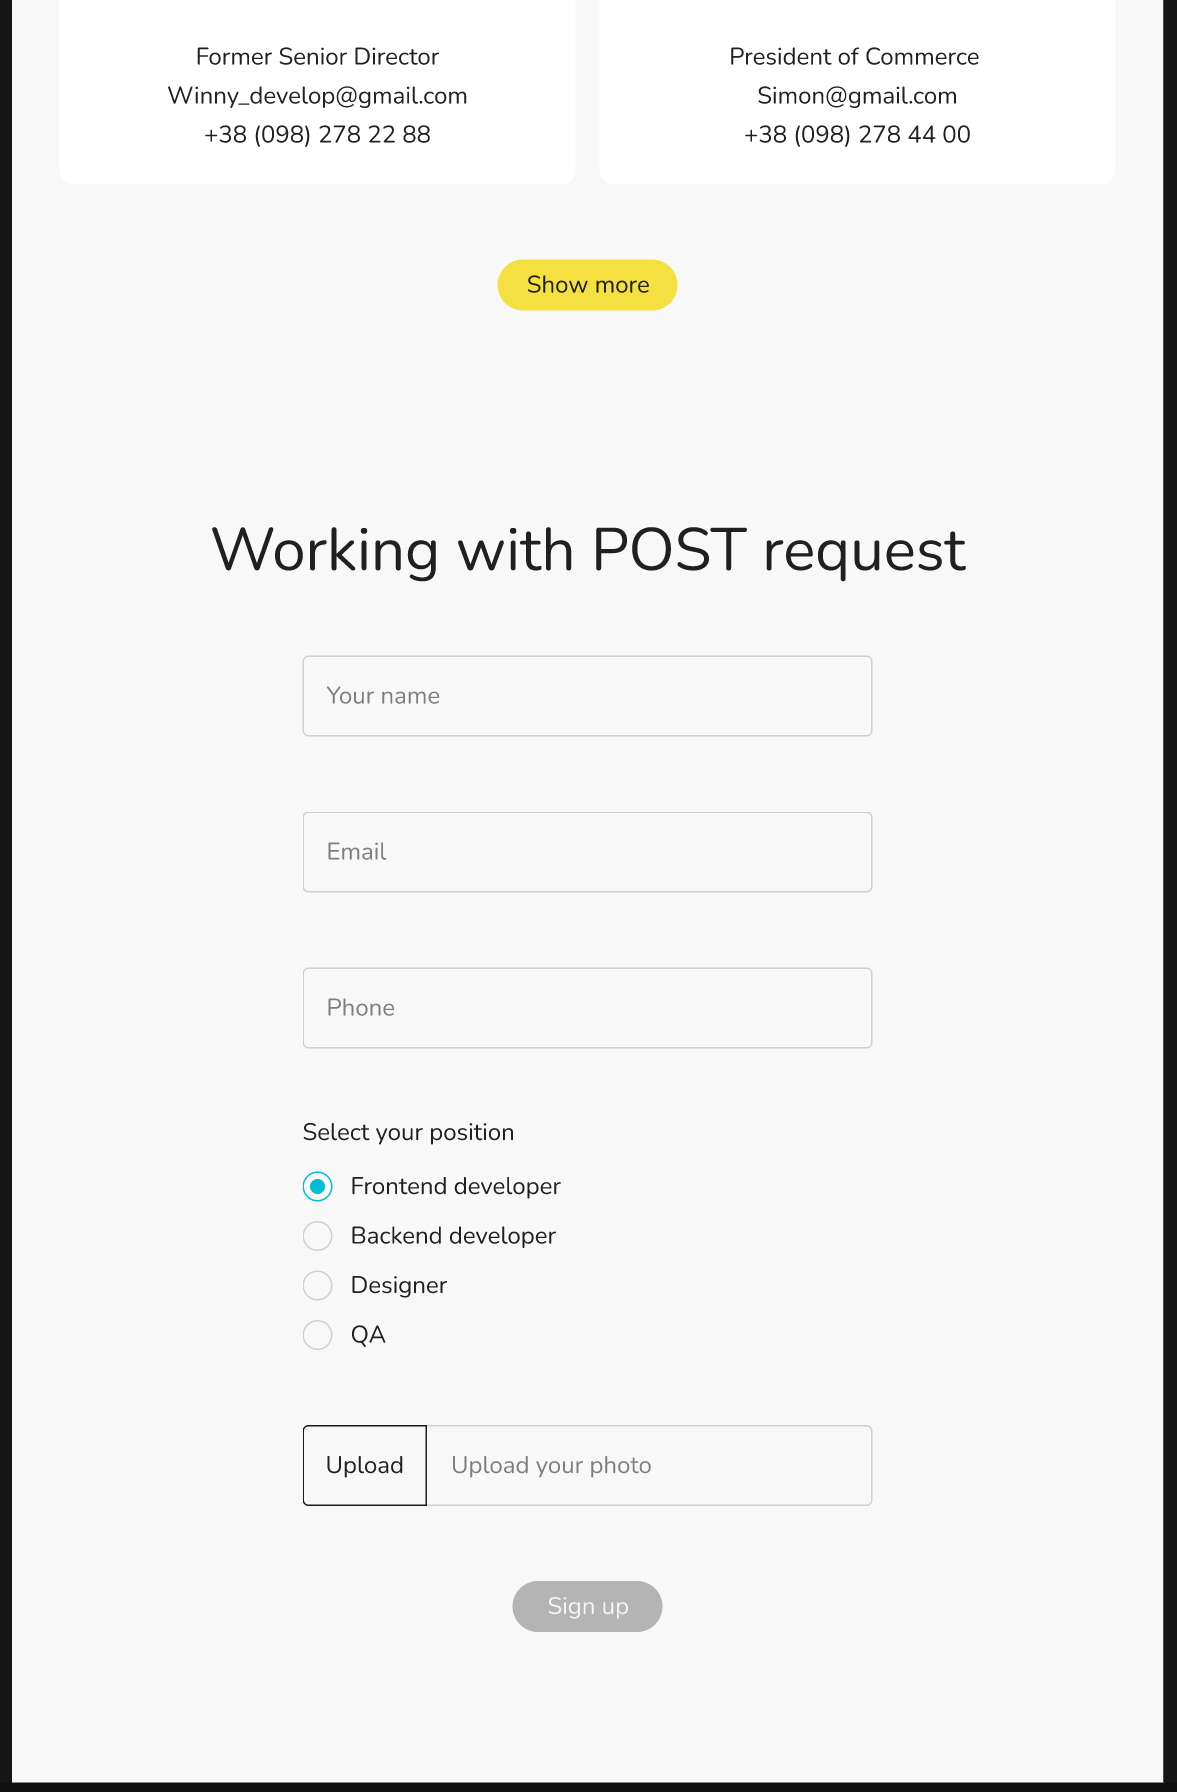 Former Senior Director
Winny_develop@gmail.com
+38 (098) 278 22 88
President of Commerce
Simon@gmail.com
+38 (098) 278 44 00
Show more
Working with POST request
Your name
Email
Phone
Select your position
Frontend developer
Backend developer
Designer
QA
Upload
Upload your photo
Sign up